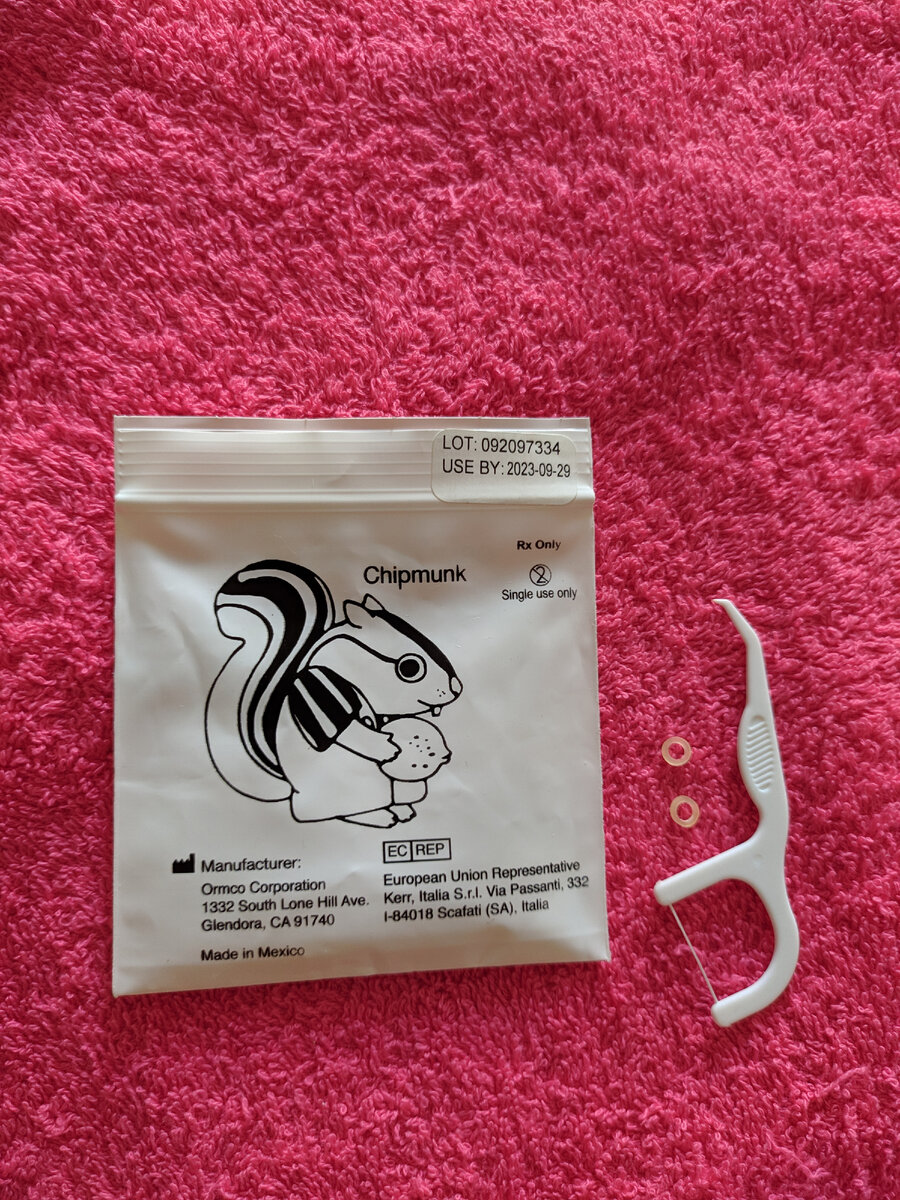 LOT: 092097334
USE BY: 2023-09-29
Rx Only
Chipmunk
2
Single use only
Manufacturer:
Ormco Corporation
1332 South Lone Hill Ave.
Glendora, CA 91740
Made in Mexico
EC REP
European Union Representative
Kerr, Italia S.r.l. Via Passanti, 332
I-84018 Scafati (SA), Italia